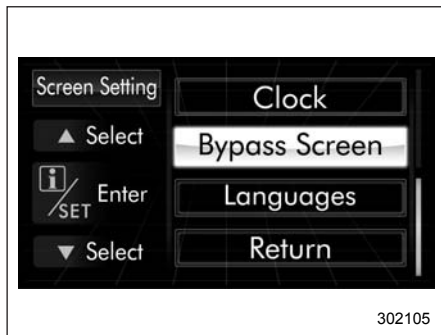 Screen Setting
▲ Select
i/SET Enter
▼ Select
Clock
Bypass Screen
Languages
Return
302105